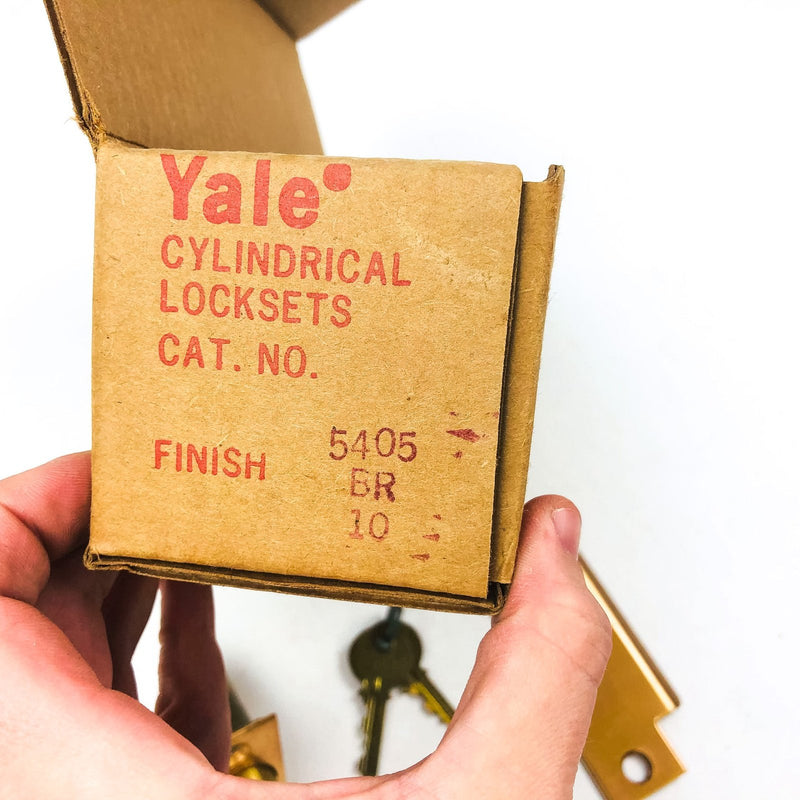 Yale
CYLINDRICAL
LOCKSETS
CAT. NO.
5405
FINISH
BR
10